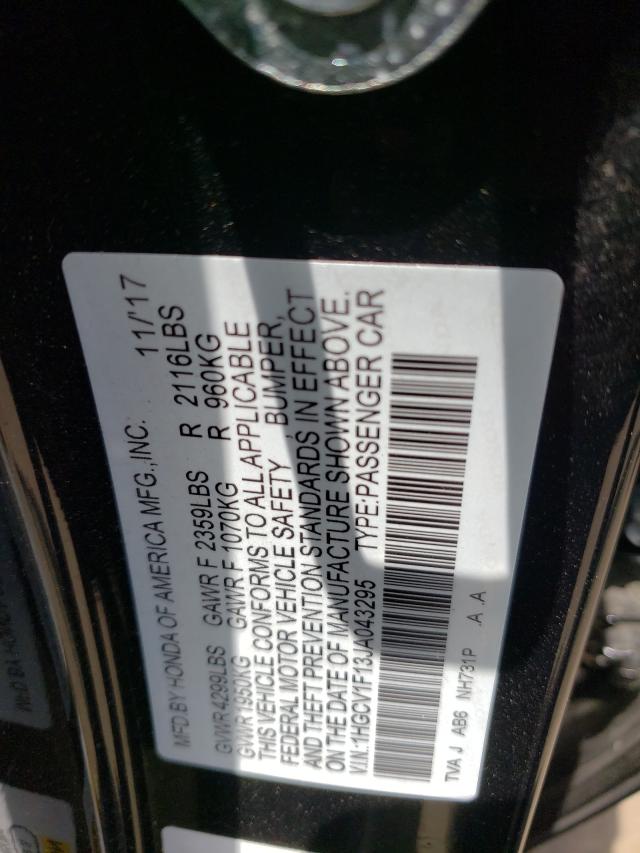 MFD.BY HONDA OF AMERICA MFG.,INC. 11/'17
GVWR 4299LBS GAWR F 2359LBS R 2116LBS
GVWR 1950KG GAWR F 1070KG R 960KG
THIS VEHICLE CONFORMS TO ALL APPLICABLE
FEDERAL MOTOR VEHICLE SAFETY , BUMPER,
AND THEFT PREVENTION STANDARDS IN EFFECT
ON THE DATE OF MANUFACTURE SHOWN ABOVE.
V.I.N.:1HGCV1F13JA043295 TYPE:PASSENGER CAR
TVA J AB6 NH731P .A .A